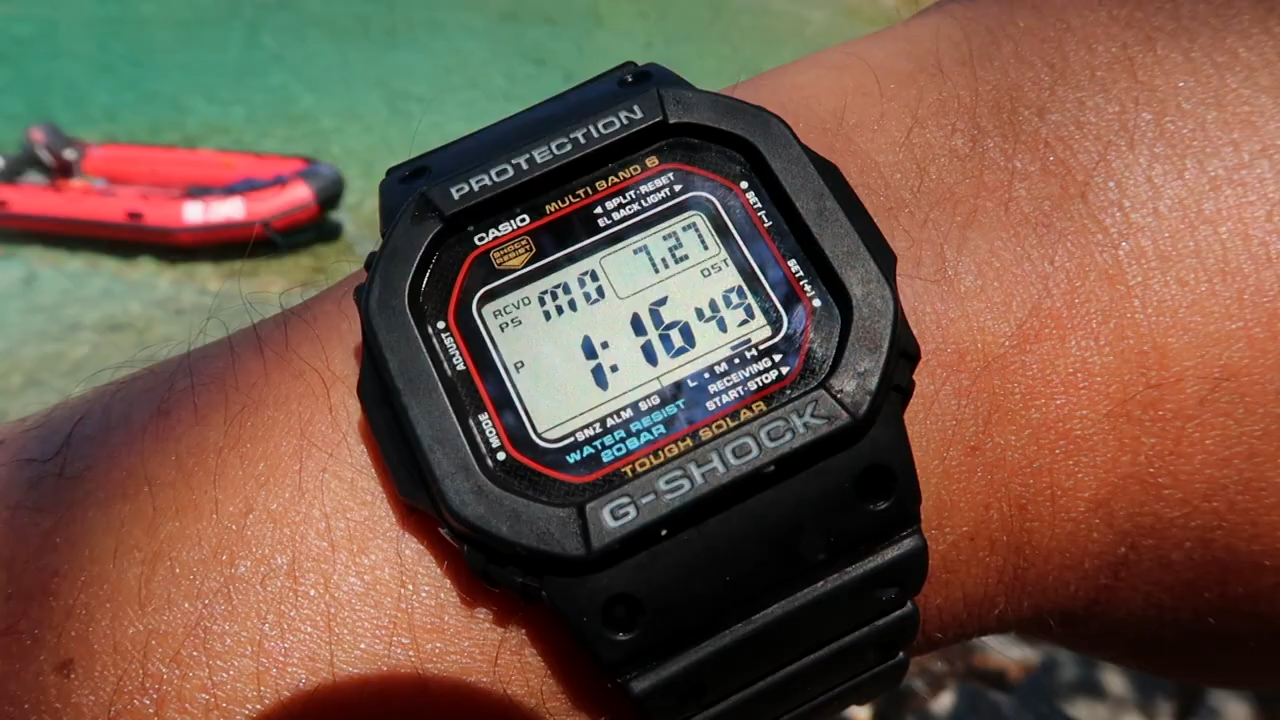 PROTECTION
MULTI BAND 6
CASIO
◀ SPLIT·RESET
EL BACK LIGHT ▶
SHOCK
RESIST
SET [–]
SET [+]
ADJUST
MODE
RCVD
PS
MO
7.27
DST
P
1:16 49
L • M • H
SNZ ALM SIG
RECEIVING ▶
START·STOP ▶
WATER RESIST
20BAR
TOUGH SOLAR
G-SHOCK